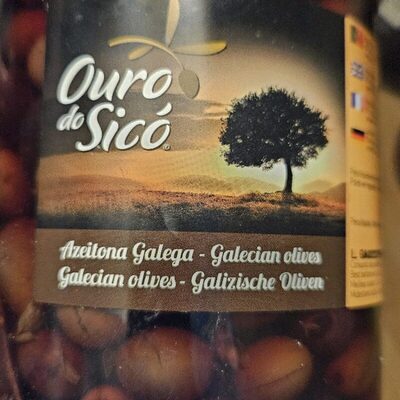 Ouro
do Sicó
Azeitona Galega - Galecian olives
Galecian olives - Galizische Oliven